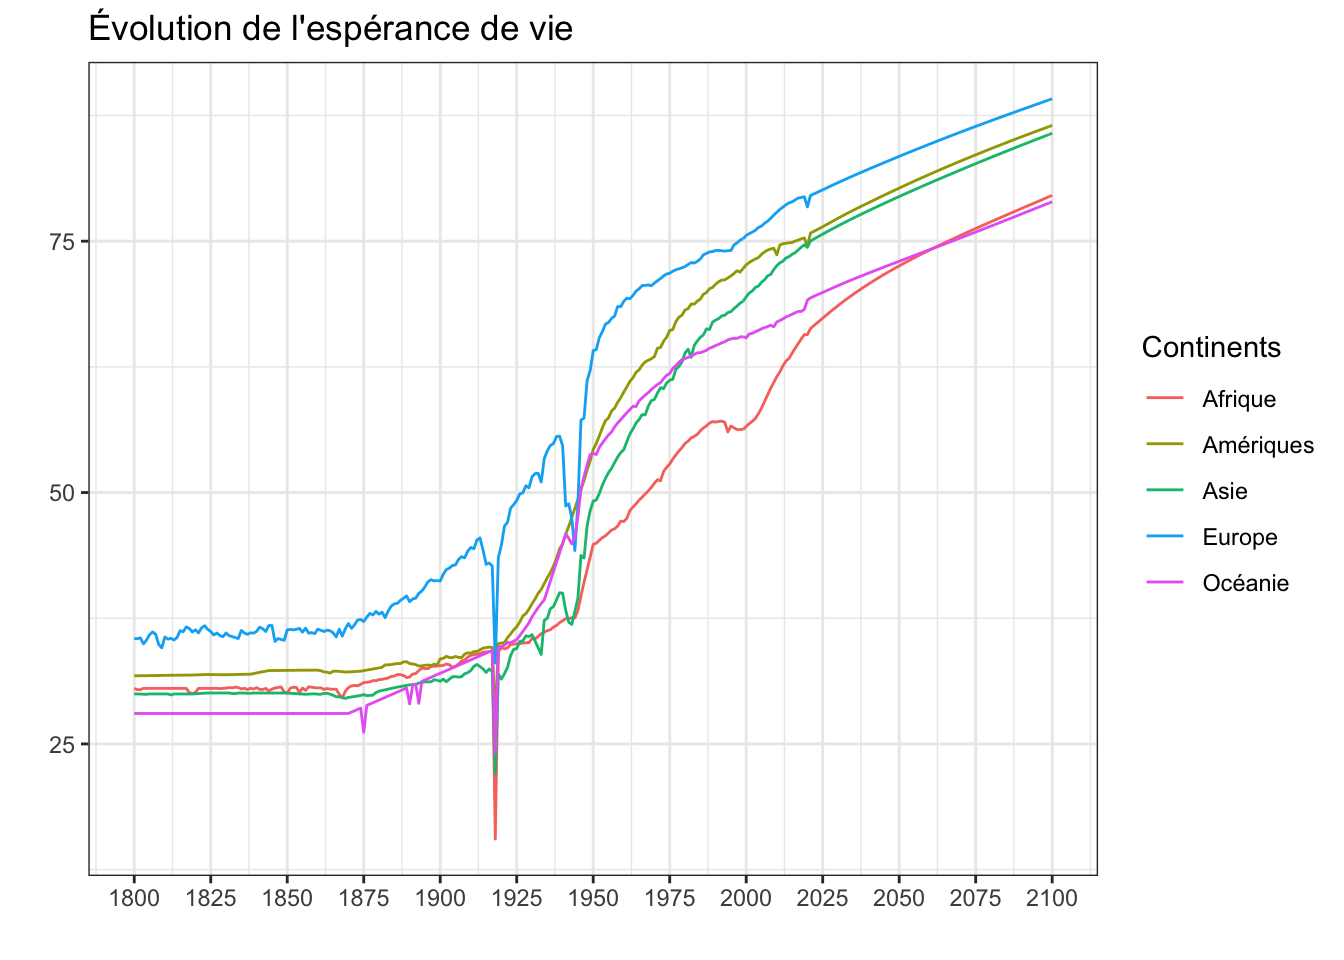 Évolution de l'espérance de vie
75
50
25
1800 1825 1850 1875 1900 1925 1950 1975 2000 2025 2050 2075 2100
Continents
Afrique
Amériques
Asie
Europe
Océanie